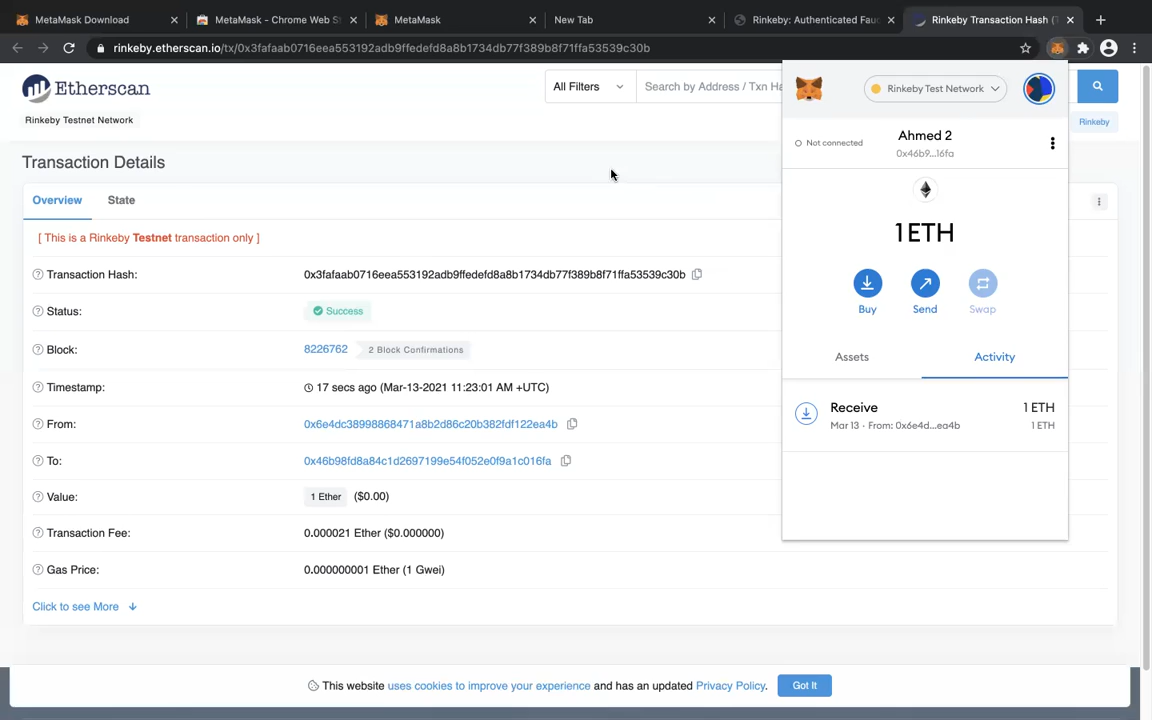 MetaMask Download
MetaMask - Chrome Web St
MetaMask
New Tab
Rinkeby: Authenticated Fauc
Rinkeby Transaction Hash (T
rinkeby.etherscan.io/tx/0x3fafaab0716eea553192adb9ffedefd8a8b1734db77f389b8f71ffa53539c30b
Etherscan
All Filters
Search by Address / Txn Ha
Rinkeby Testnet Network
Rinkeby
Transaction Details
Overview
State
[ This is a Rinkeby Testnet transaction only ]
Transaction Hash:
0x3fafaab0716eea553192adb9ffedefd8a8b1734db77f389b8f71ffa53539c30b
Status:
Success
Block:
8226762
2 Block Confirmations
Timestamp:
17 secs ago (Mar-13-2021 11:23:01 AM +UTC)
From:
0x6e4dc38998868471a8b2d86c20b382fdf122ea4b
To:
0x46b98fd8a84c1d2697199e54f052e0f9a1c016fa
Value:
1 Ether
($0.00)
Transaction Fee:
0.000021 Ether ($0.000000)
Gas Price:
0.000000001 Ether (1 Gwei)
Click to see More
Rinkeby Test Network
Not connected
Ahmed 2
0x46b9...16fa
1 ETH
Buy
Send
Swap
Assets
Activity
Receive
1 ETH
Mar 13 · From: 0x6e4d...ea4b
1 ETH
This website uses cookies to improve your experience and has an updated Privacy Policy.
Got It